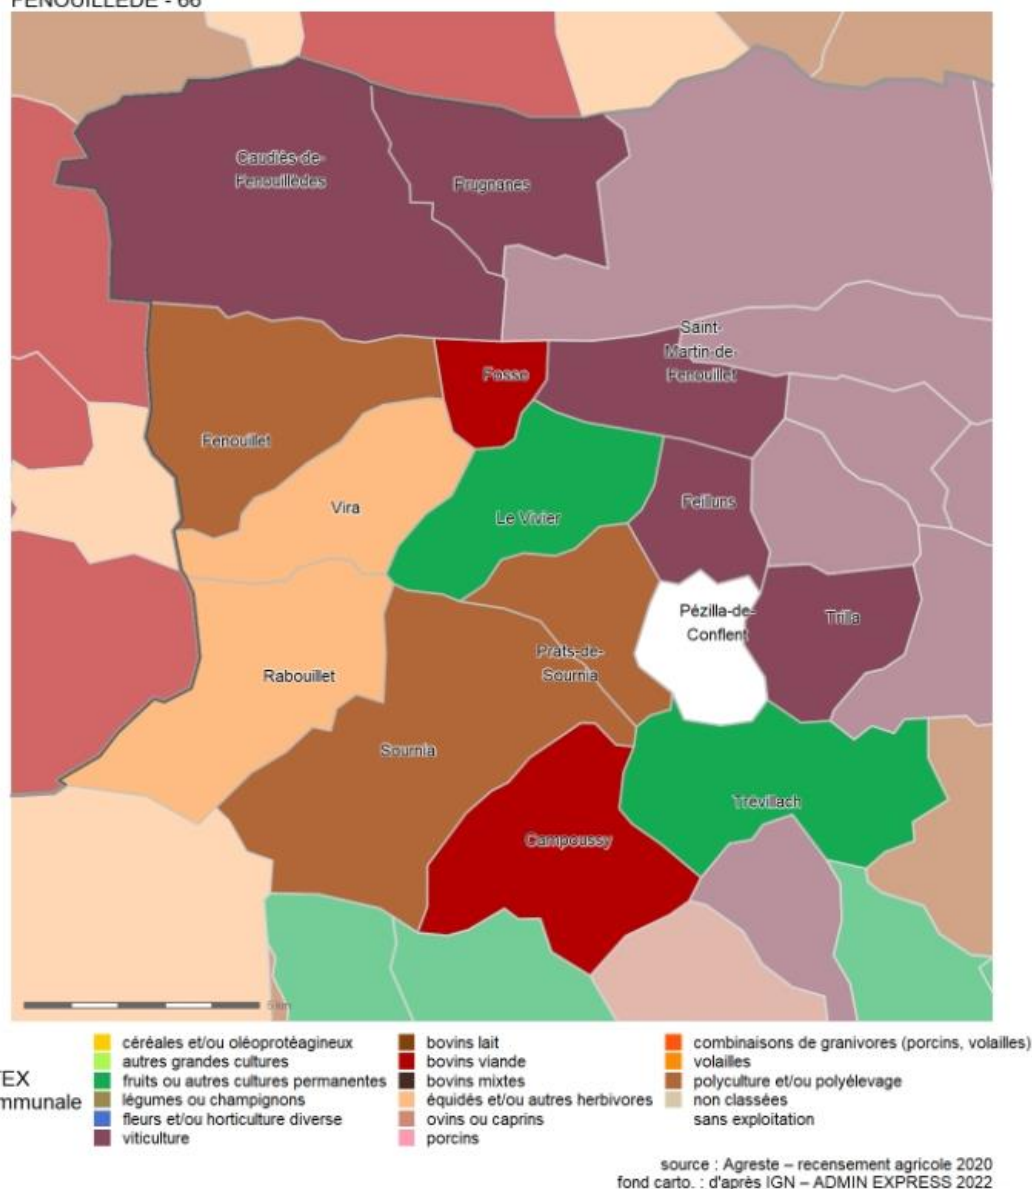 FENOUILLEDE - 66
Caudiès-de-
Fenouillèdes
Prugnanes
Saint-
Martin-de-
Fenouillet
Fosse
Fenouillet
Vira
Le Vivier
Feilluns
Pézilla-de-
Conflent
Trilla
Prats-de-
Sournia
Rabouillet
Sournia
Trévillach
Campoussy
5 km
céréales et/ou oléoprotéagineux
autres grandes cultures
fruits ou autres cultures permanentes
légumes ou champignons
fleurs et/ou horticulture diverse
viticulture
bovins lait
bovins viande
bovins mixtes
équidés et/ou autres herbivores
ovins ou caprins
porcins
combinaisons de granivores (porcins, volailles)
volailles
polyculture et/ou polyélevage
non classées
sans exploitation
TEX
mmunale
source : Agreste – recensement agricole 2020
fond carto. : d'après IGN – ADMIN EXPRESS 2022